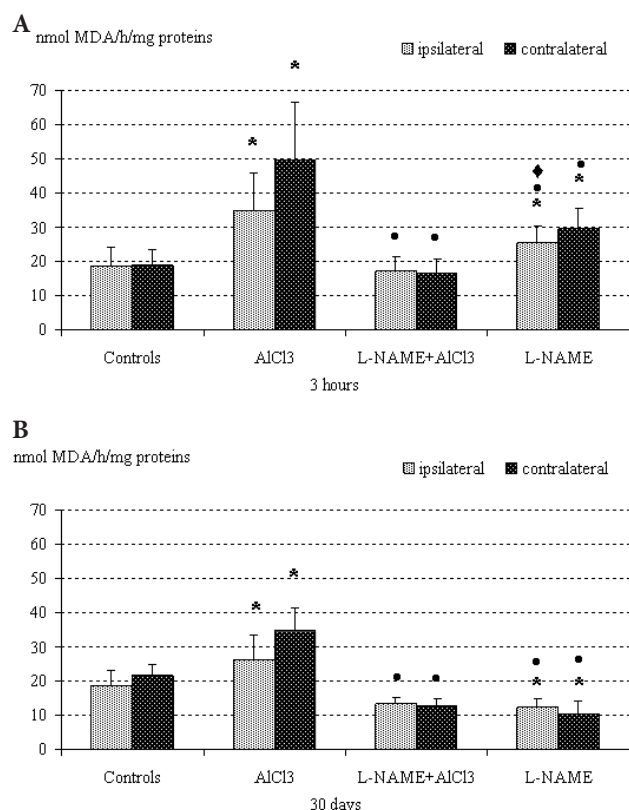 A
nmol MDA/h/mg proteins
ipsilateral contralateral
70
60
50
40
30
20
10
0
* * • • ♦ • * • *
Controls AlCl3 L-NAME+AlCl3 L-NAME
3 hours
B
nmol MDA/h/mg proteins
ipsilateral contralateral
70
60
50
40
30
20
10
0
* * • • • * • *
Controls AlCl3 L-NAME+AlCl3 L-NAME
30 days